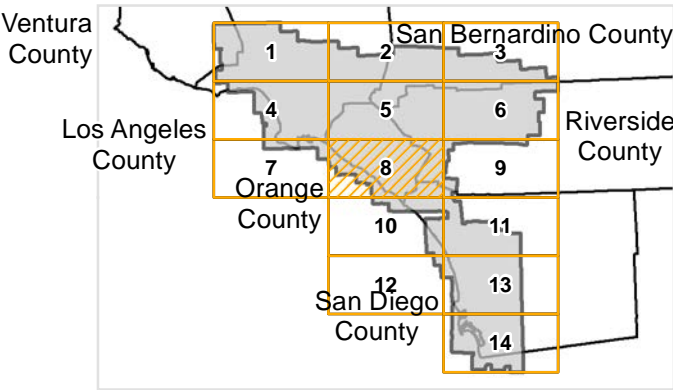 Ventura
County
San Bernardino County
1
2
3
4
5
6
Los Angeles
County
Riverside
County
7
8
9
Orange
County
10
11
12
13
San Diego
County
14